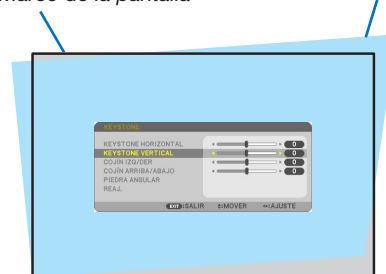 Marco de la pantalla
KEYSTONE
KEYSTONE HORIZONTAL 0
KEYSTONE VERTICAL 0
COJÍN IZQ/DER 0
COJÍN ARRIBA/ABAJO 0
PIEDRA ANGULAR
REAJ.
EXIT :SALIR ↕:MOVER ↔:AJUSTE